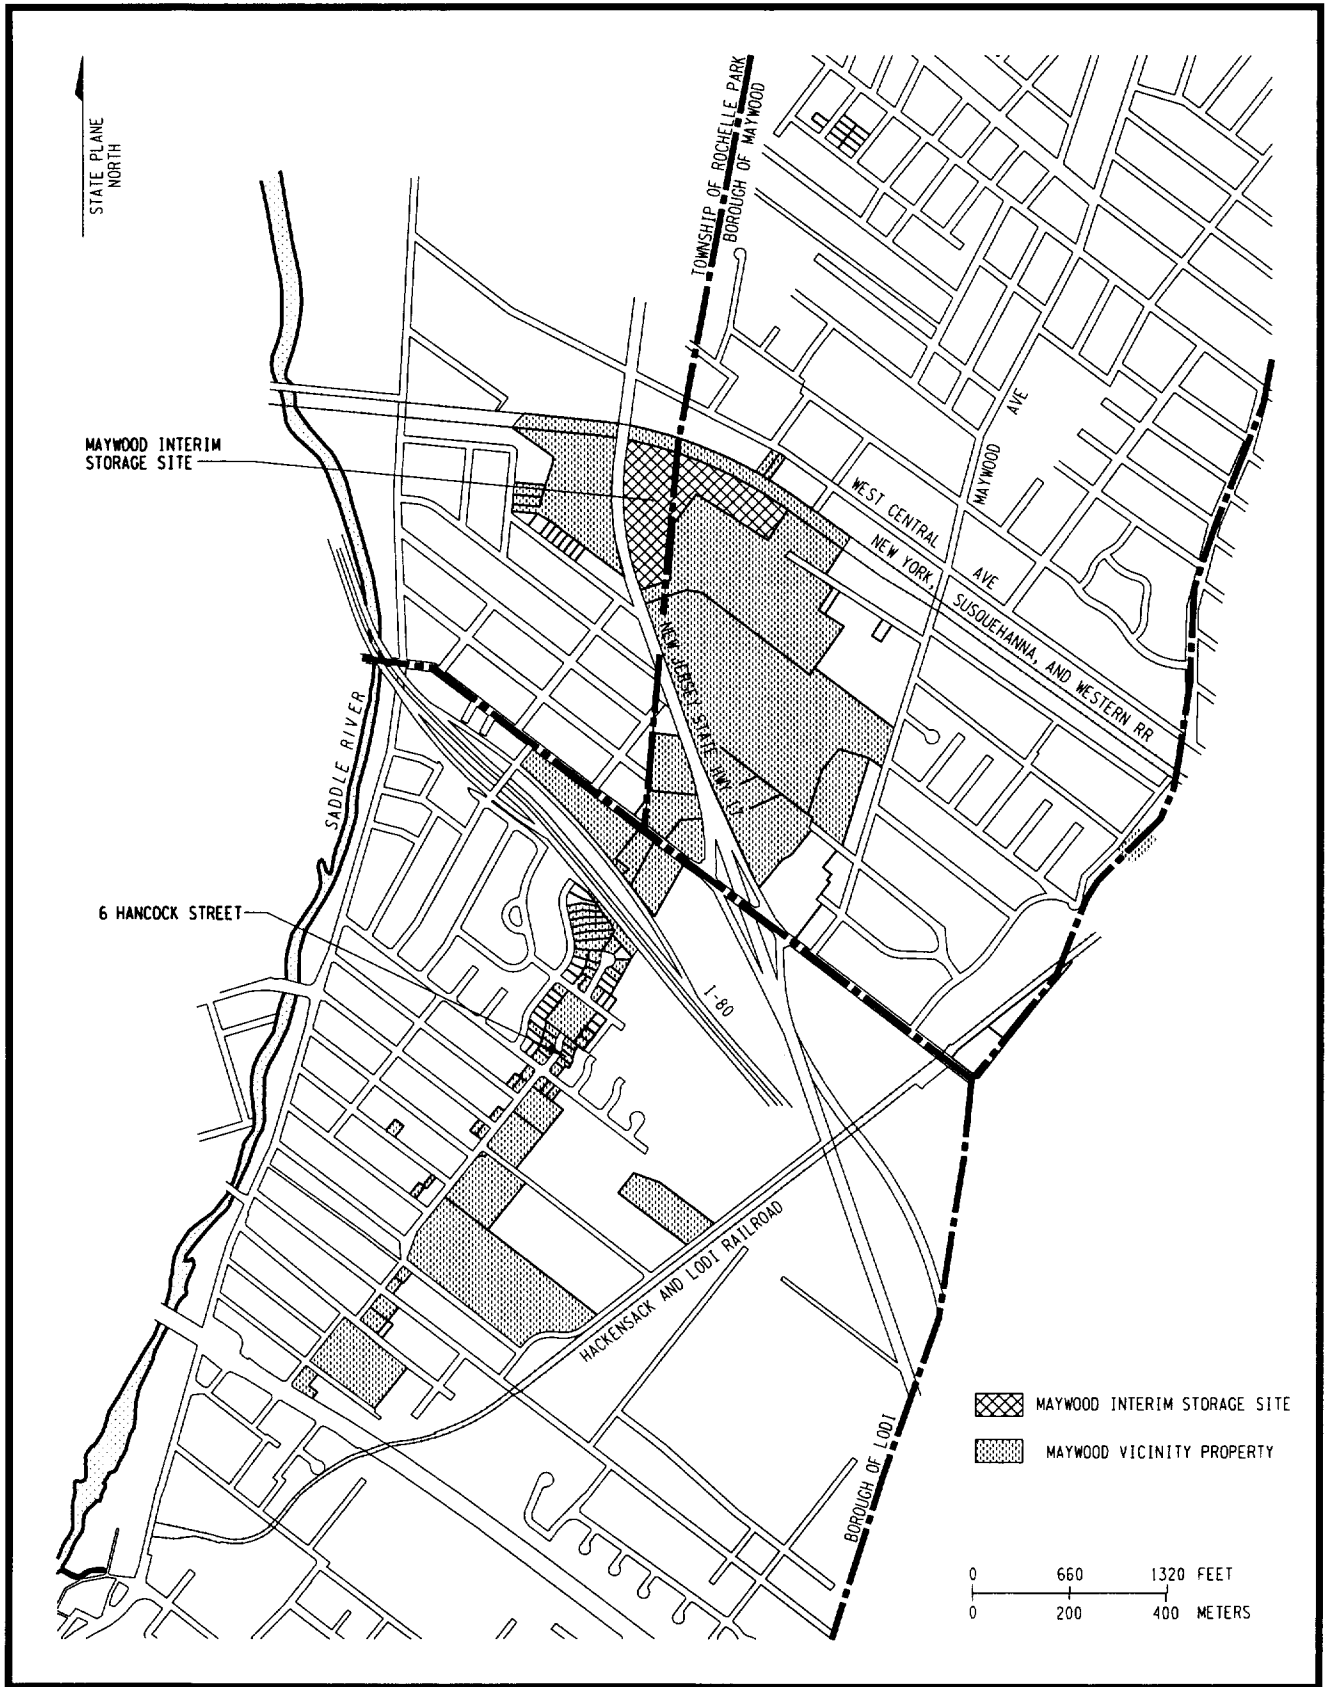 STATE PLANE
NORTH
TOWNSHIP OF ROCHELLE PARK
BOROUGH OF MAYWOOD
MAYWOOD INTERIM
STORAGE SITE
MAYWOOD AVE
WEST CENTRAL AVE
NEW YORK, SUSQUEHANNA, AND WESTERN RR
NEW JERSEY STATE HWY 17
SADDLE RIVER
6 HANCOCK STREET
I-80
HACKENSACK AND LODI RAILROAD
BOROUGH OF LODI
MAYWOOD INTERIM STORAGE SITE
MAYWOOD VICINITY PROPERTY
0 660 1320 FEET
0 200 400 METERS